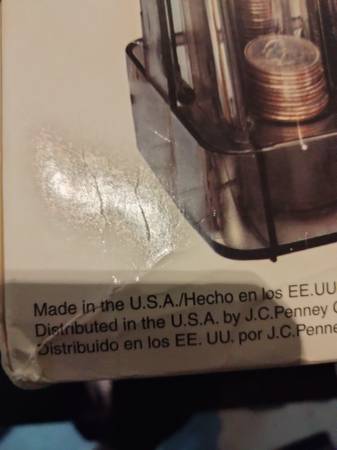 Made in the U.S.A./Hecho en los EE.UU
Distributed in the U.S.A. by J.C.Penney
Distribuido en los EE. UU. por J.C.Penne